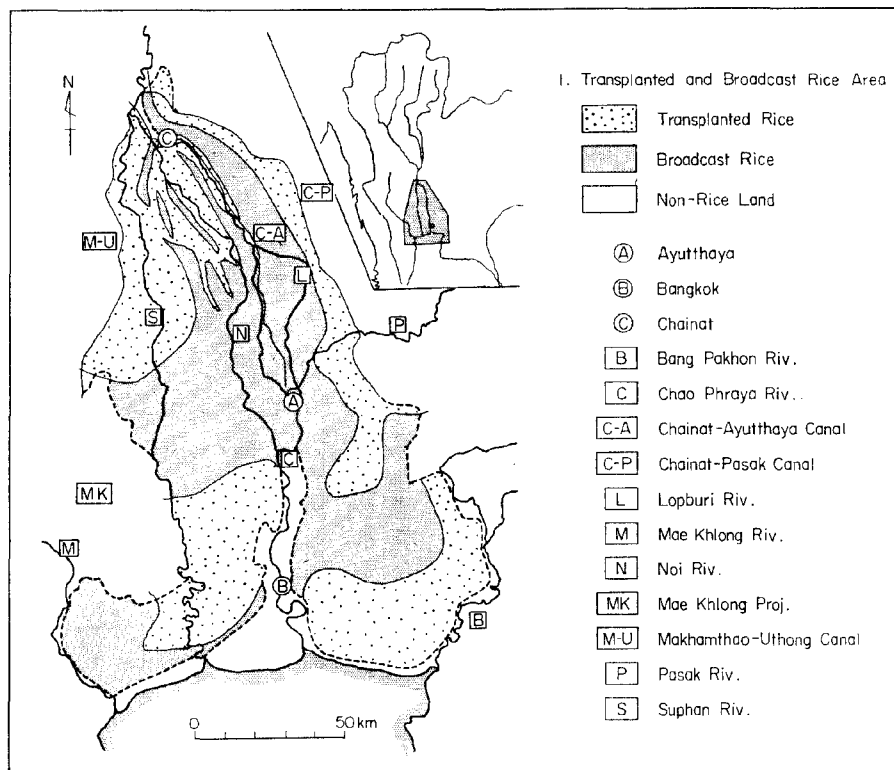 N
C
C-P
M-U
C-A
L
S
N
P
A
C
MK
M
B
B
0 50 km
I. Transplanted and Broadcast Rice Area
Transplanted Rice
Broadcast Rice
Non-Rice Land
A Ayutthaya
B Bangkok
C Chainat
B Bang Pakhon Riv.
C Chao Phraya Riv.
C-A Chainat-Ayutthaya Canal
C-P Chainat-Pasak Canal
L Lopburi Riv.
M Mae Khlong Riv.
N Noi Riv.
MK Mae Khlong Proj.
M-U Makhamthao-Uthong Canal
P Pasak Riv.
S Suphan Riv.